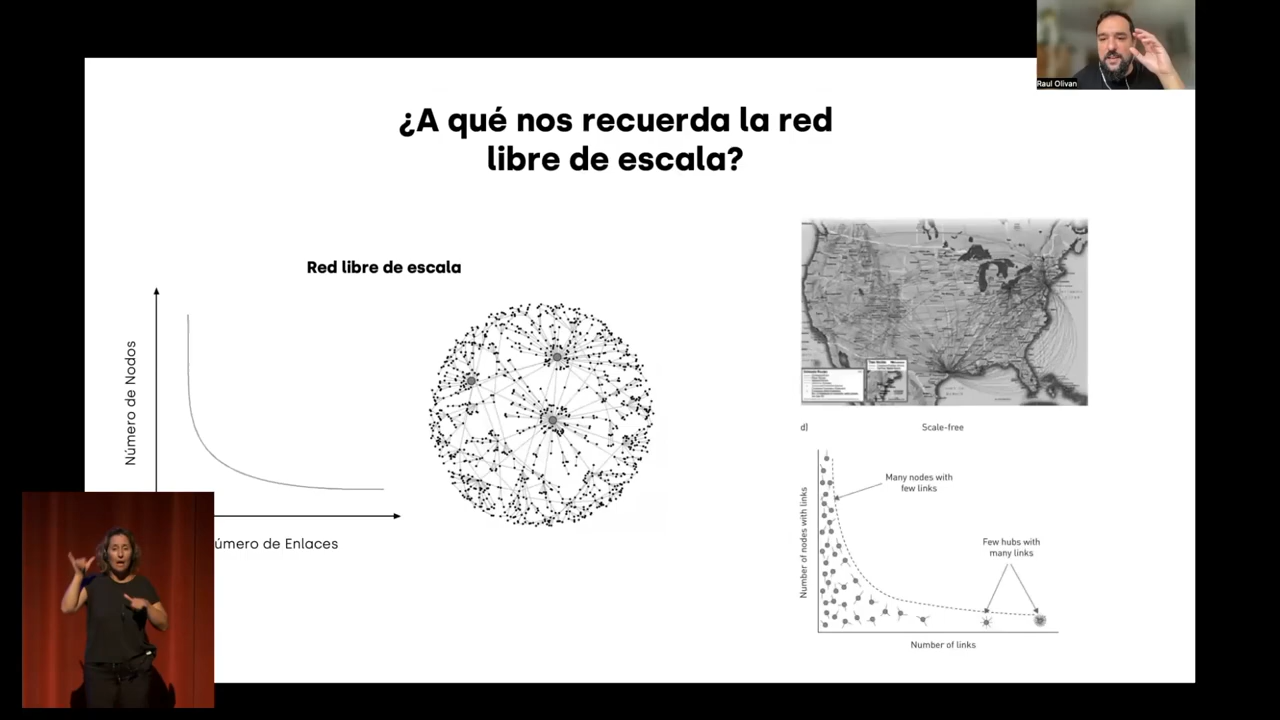 Raul Olivan
¿A qué nos recuerda la red
libre de escala?
Red libre de escala
Número de Nodos
úmero de Enlaces
d)
Scale-free
Number of nodes with links
Many nodes with
few links
Few hubs with
many links
Number of links